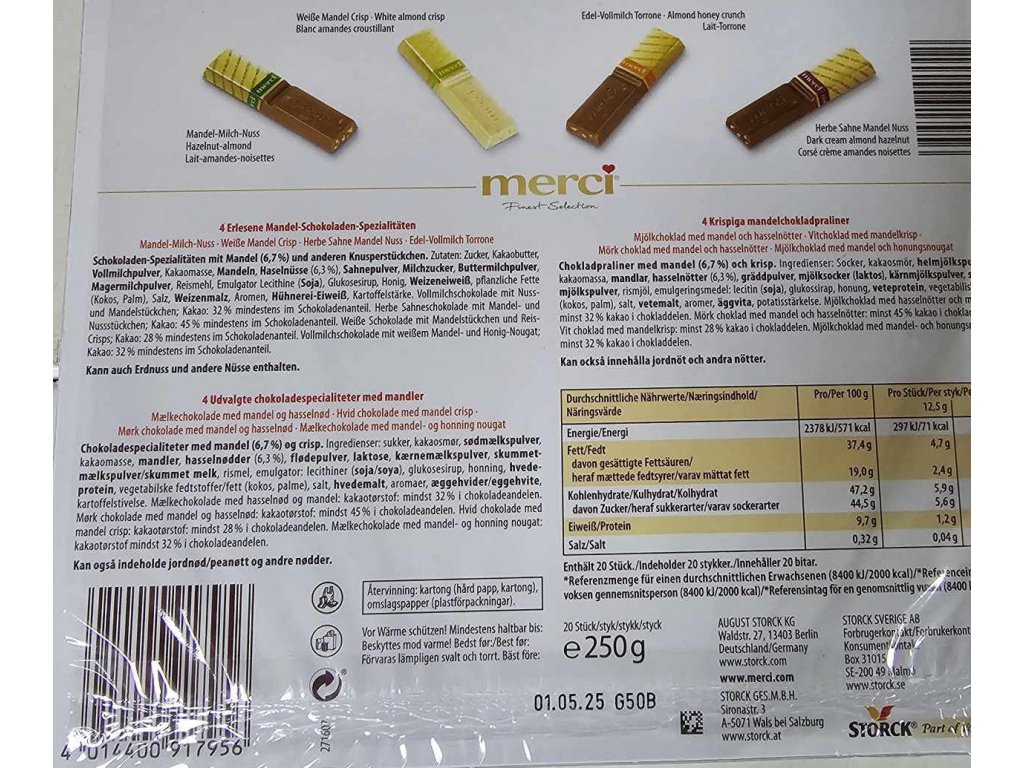 Weiße Mandel Crisp · White almond crisp
Blanc amandes croustillant
Edel-Vollmilch Torrone · Almond honey crunch
Lait-Torrone
merci
merci
merci
merci
Mandel-Milch-Nuss
Hazelnut-almond
Lait-amandes-noisettes
Herbe Sahne Mandel Nuss
Dark cream almond hazelnut
Corsé crème amandes noisettes
merci
Finest Selection
4 Erlesene Mandel-Schokoladen-Spezialitäten
Mandel-Milch-Nuss · Weiße Mandel Crisp · Herbe Sahne Mandel Nuss · Edel-Vollmilch Torrone
Schokoladen-Spezialitäten mit Mandel (6,7 %) und anderen Knusperstückchen. Zutaten: Zucker, Kakaobutter,
Vollmilchpulver, Kakaomasse, Mandeln, Haselnüsse (6,3 %), Sahnepulver, Milchzucker, Buttermilchpulver,
Magermilchpulver, Reismehl, Emulgator Lecithine (Soja), Glukosesirup, Honig, Weizeneiweiß, pflanzliche Fette
(Kokos, Palm), Salz, Weizenmalz, Aromen, Hühnerei-Eiweiß, Kartoffelstärke. Vollmilchschokolade mit Nuss-
und Mandelstückchen; Kakao: 32 % mindestens im Schokoladenanteil. Herbe Sahneschokolade mit Mandel- und
Nussstückchen; Kakao: 45 % mindestens im Schokoladenanteil. Weiße Schokolade mit Mandelstückchen und Reis-
Crisps; Kakao: 28 % mindestens im Schokoladenanteil. Vollmilchschokolade mit weißem Mandel- und Honig-Nougat;
Kakao: 32 % mindestens im Schokoladenanteil.
Kann auch Erdnuss und andere Nüsse enthalten.
4 Udvalgte chokoladespecialiteter med mandler
Mælkechokolade med mandel og hasselnød · Hvid chokolade med mandel crisp ·
Mørk chokolade med mandel og hasselnød · Mælkechokolade med mandel- og honning nougat
Chokoladespecialiteter med mandel (6,7 %) og crisp. Ingredienser: sukker, kakaosmør, sødmælkspulver,
kakaomasse, mandler, hasselnødder (6,3 %), flødepulver, laktose, kærnemælkspulver, skummet-
mælkspulver/skummet melk, rismel, emulgator: lecithiner (soja/soya), glukosesirup, honning, hvede-
protein, vegetabilske fedtstoffer/fett (kokos, palme), salt, hvedemalt, aromaer, æggehvider/eggehvite,
kartoffelstivelse. Mælkechokolade med hasselnød og mandel: kakaotørstof: mindst 32 % i chokoladeandelen.
Mørk chokolade med mandel og hasselnød: kakaotørstof: mindst 45 % i chokoladeandelen. Hvid chokolade med
mandel crisp: kakaotørstof: mindst 28 % i chokoladeandelen. Mælkechokolade med mandel- og honning nougat:
kakaotørstof mindst 32 % i chokoladeandelen.
Kan også indeholde jordnød/peanøtt og andre nødder.
4 Krispiga mandelchokladpraliner
Mjölkchoklad med mandel och hasselnötter · Vitchoklad med mandelkrisp ·
Mörk choklad med mandel och hasselnötter · Mjölkchoklad med mandel och honungsnougat
Chokladpraliner med mandel (6,7 %) och krisp. Ingredienser: Socker, kakaosmör, helmjölkspu
kakaomassa, mandlar, hasselnötter (6,3 %), gräddpulver, mjölksocker (laktos), kärnmjölkspulver, s
mjölkspulver, rismjöl, emulgeringsmedel: lecitin (soja), glukossirap, honung, veteprotein, vegetabilis
(kokos, palm), salt, vetemalt, aromer, äggvita, potatisstärkelse. Mjölkchoklad med hasselnötter och m
minst 32 % kakao i chokladdelen. Mörk choklad med mandel och hasselnötter: minst 45 % kakao i choklad
Vit choklad med mandelkrisp: minst 28 % kakao i chokladdelen. Mjölkchoklad med mandel- och honungs
minst 32 % kakao i chokladdelen.
Kan också innehålla jordnöt och andra nötter.
Durchschnittliche Nährwerte/Næringsindhold/
Näringsvärde
Pro/Per 100 g
Pro Stück/Per styk/Pe
12,5 g
Energie/Energi 2378 kJ/571 kcal 297 kJ/71 kcal
Fett/Fedt 37,4 g 4,7 g
davon gesättigte Fettsäuren/
heraf mættede fedtsyrer/varav mättat fett 19,0 g 2,4 g
Kohlenhydrate/Kulhydrat/Kolhydrat 47,2 g 5,9 g
davon Zucker/heraf sukkerarter/varav sockerarter 44,5 g 5,6 g
Eiweiß/Protein 9,7 g 1,2 g
Salz/Salt 0,32 g 0,04 g
Enthält 20 Stück./Indeholder 20 stykker./Innehåller 20 bitar.
*Referenzmenge für einen durchschnittlichen Erwachsenen (8400 kJ/2000 kcal)/*Referencein
voksen gennemsnitsperson (8400 kJ/2000 kcal)/*Referensintag för en genomsnittlig (8400
Återvinning: kartong (hård papp, kartong),
omslagspapper (plastförpackning).
Vor Wärme schützen! Mindestens haltbar bis:
Beskyttes mod varme! Bedst før:/Best før:
Förvaras lämpligen svalt och torrt. Bäst före:
20 Stück/styk/stykk/styck
e 250 g
01.05.25 G50B
AUGUST STORCK KG
Waldstr. 27, 13403 Berlin
Deutschland/Germany
www.storck.com
www.merci.com
STORCK GES.M.B.H.
Sironastr. 3
A-5071 Wals bei Salzburg
www.storck.at
STORCK SVERIGE AB
Forbrugerkontakt/Forbrukerkont
Konsumentkontakt
Box 31015
SE-200 49 Malmö
www.storck.se
STORCK® Part of
271607
4 014400 917956